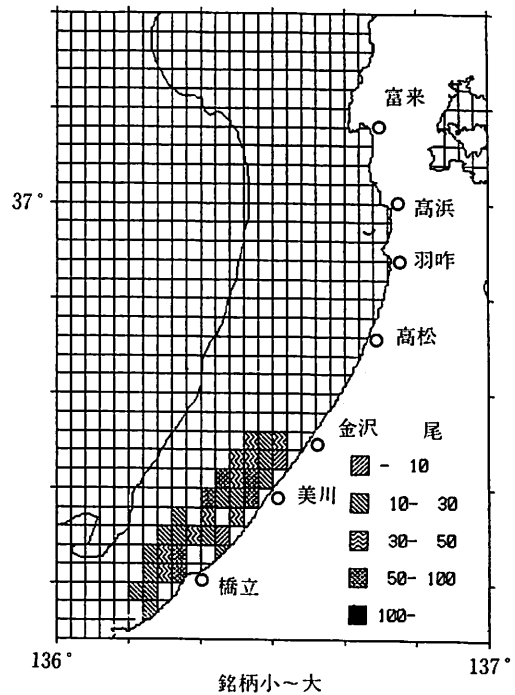 富来
37°
高浜
羽咋
高松
金沢 尾
- 10
美川 10- 30
30- 50
橋立 50- 100
100-
136° 137°
銘柄小～大